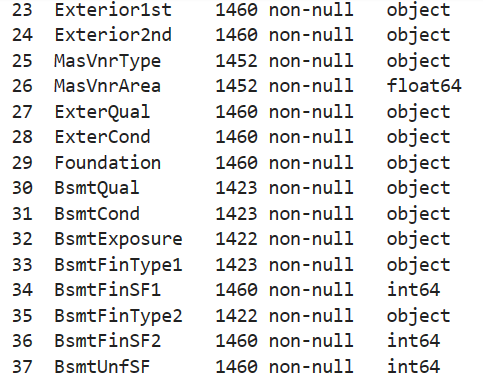 23  Exterior1st    1460 non-null   object
24  Exterior2nd    1460 non-null   object
25  MasVnrType     1452 non-null   object
26  MasVnrArea     1452 non-null   float64
27  ExterQual      1460 non-null   object
28  ExterCond      1460 non-null   object
29  Foundation     1460 non-null   object
30  BsmtQual       1423 non-null   object
31  BsmtCond       1423 non-null   object
32  BsmtExposure   1422 non-null   object
33  BsmtFinType1   1423 non-null   object
34  BsmtFinSF1     1460 non-null   int64
35  BsmtFinType2   1422 non-null   object
36  BsmtFinSF2     1460 non-null   int64
37  BsmtUnfSF      1460 non-null   int64